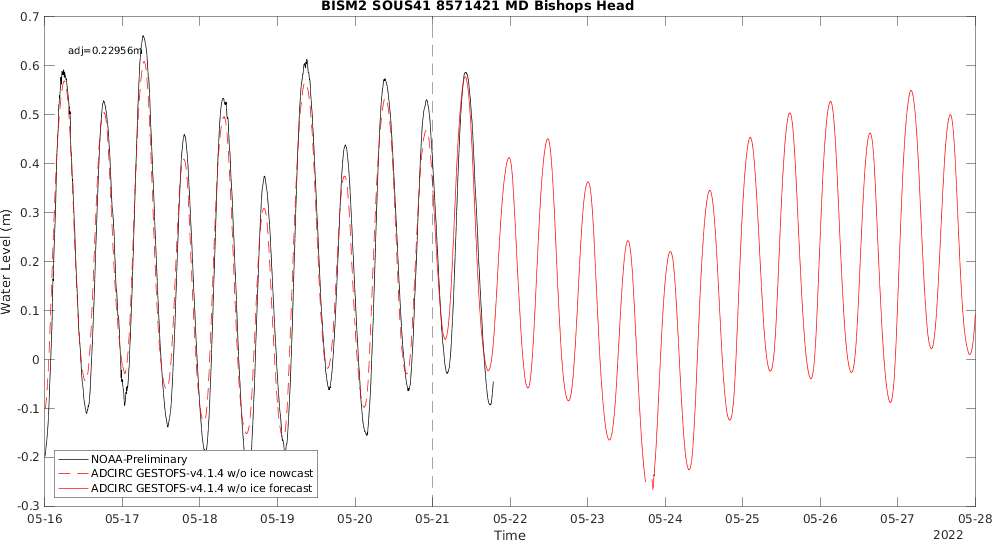 BISM2 SOUS41 8571421 MD Bishops Head
adj=0.22956m
Water Level (m)
0.7
0.6
0.5
0.4
0.3
0.2
0.1
0
-0.1
-0.2
-0.3
NOAA-Preliminary
ADCIRC GESTOFS-v4.1.4 w/o ice nowcast
ADCIRC GESTOFS-v4.1.4 w/o ice forecast
05-16 05-17 05-18 05-19 05-20 05-21 05-22 05-23 05-24 05-25 05-26 05-27 05-28
Time
2022